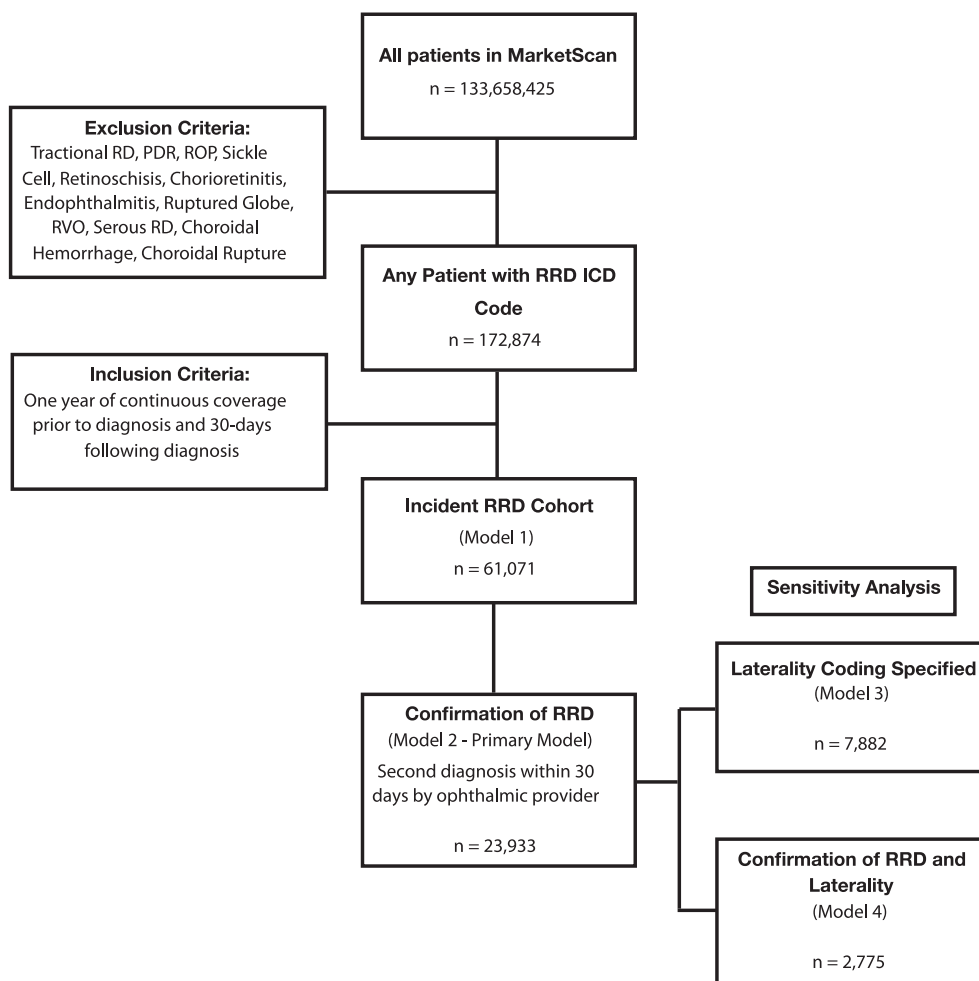 All patients in MarketScan
n = 133,658,425
Exclusion Criteria:
Tractional RD, PDR, ROP, Sickle
Cell, Retinoschisis, Chorioretinitis,
Endophthalmitis, Ruptured Globe,
RVO, Serous RD, Choroidal
Hemorrhage, Choroidal Rupture
Any Patient with RRD ICD
Code
n = 172,874
Inclusion Criteria:
One year of continuous coverage
prior to diagnosis and 30-days
following diagnosis
Incident RRD Cohort
(Model 1)
n = 61,071
Sensitivity Analysis
Confirmation of RRD
(Model 2 - Primary Model)
Second diagnosis within 30
days by ophthalmic provider
n = 23,933
Laterality Coding Specified
(Model 3)
n = 7,882
Confirmation of RRD and
Laterality
(Model 4)
n = 2,775